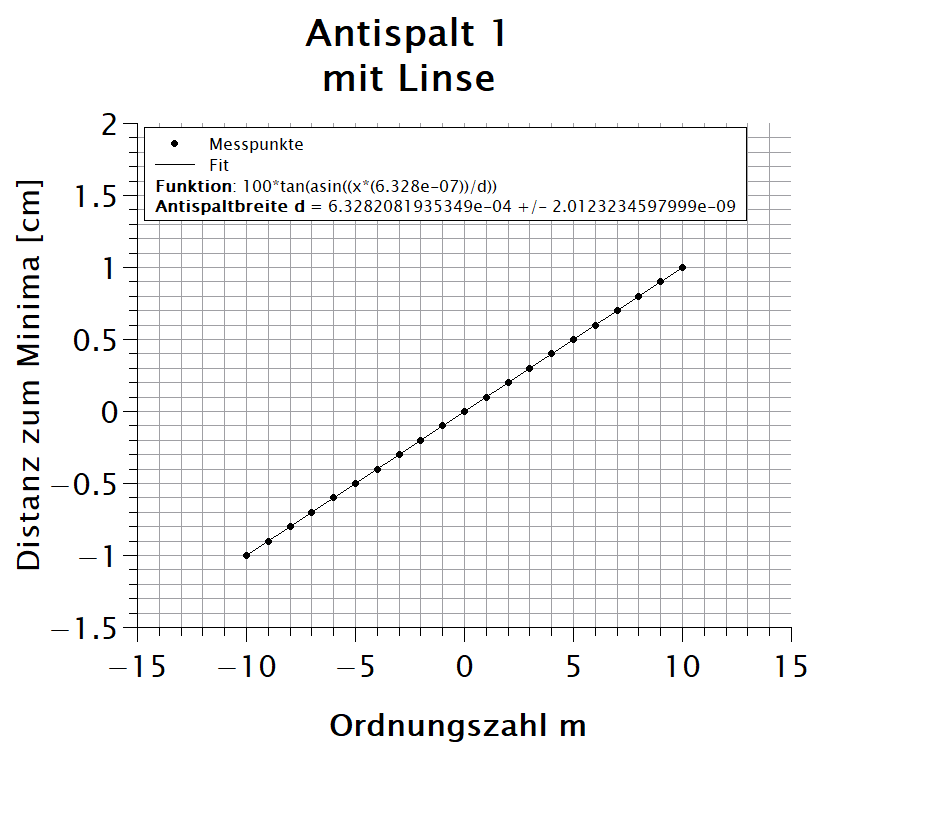 Antispalt 1
mit Linse
Messpunkte
Fit
Funktion: 100*tan(asin((x*(6.328e-07))/d))
Antispaltbreite d = 6.3282081935349e-04 +/- 2.0123234597999e-09
Distanz zum Minima [cm]
2
1.5
1
0.5
0
−0.5
−1
−1.5
−15 −10 −5 0 5 10 15
Ordnungszahl m